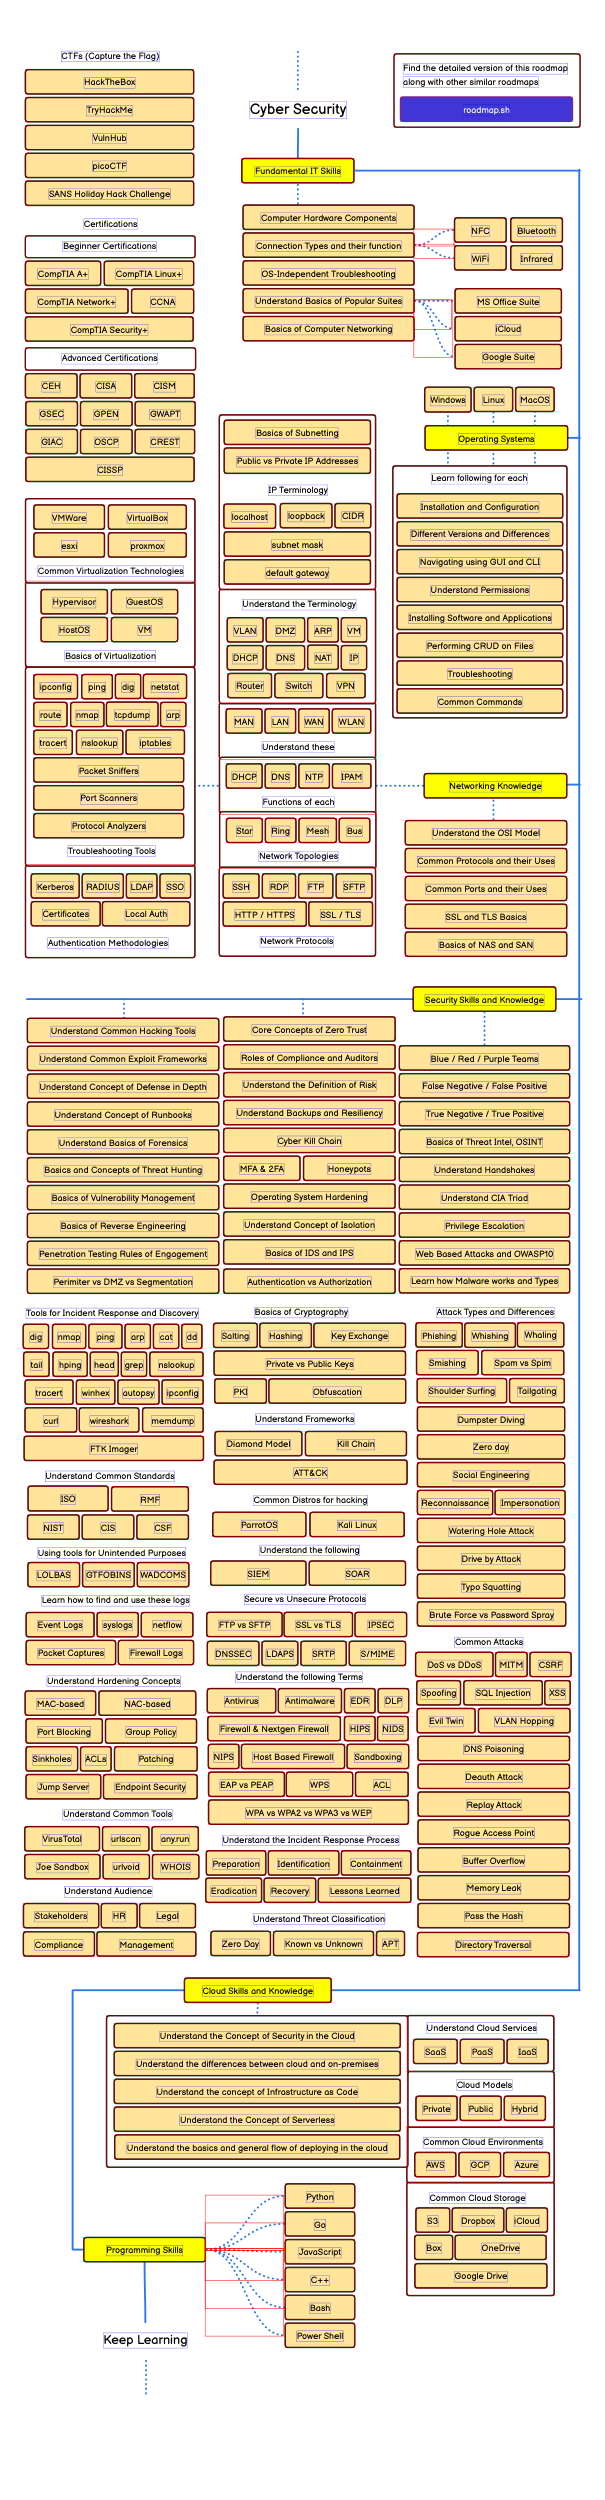 CTFs (Capture the Flag)
HackTheBox
TryHackMe
VulnHub
picoCTF
SANS Holiday Hack Challenge
Cyber Security
Find the detailed version of this roadmap
along with other similar roadmaps
roadmap.sh
Fundamental IT Skills
Computer Hardware Components
Connection Types and their function
OS-Independent Troubleshooting
Understand Basics of Popular Suites
Basics of Computer Networking
NFC
Bluetooth
WiFi
Infrared
MS Office Suite
iCloud
Google Suite
Certifications
Beginner Certifications
CompTIA A+
CompTIA Linux+
CompTIA Network+
CCNA
CompTIA Security+
Advanced Certifications
CEH
CISA
CISM
GSEC
GPEN
GWAPT
GIAC
OSCP
CREST
CISSP
Windows
Linux
MacOS
Operating Systems
Learn following for each
Installation and Configuration
Different Versions and Differences
Navigating using GUI and CLI
Understand Permissions
Installing Software and Applications
Performing CRUD on Files
Troubleshooting
Common Commands
Basics of Subnetting
Public vs Private IP Addresses
IP Terminology
localhost
loopback
CIDR
subnet mask
default gateway
Understand the Terminology
VLAN
DMZ
ARP
VM
DHCP
DNS
NAT
IP
Router
Switch
VPN
MAN
LAN
WAN
WLAN
Understand these
DHCP
DNS
NTP
IPAM
Functions of each
Star
Ring
Mesh
Bus
Network Topologies
SSH
RDP
FTP
SFTP
HTTP / HTTPS
SSL / TLS
Network Protocols
VMWare
VirtualBox
esxi
proxmox
Common Virtualization Technologies
Hypervisor
GuestOS
HostOS
VM
Basics of Virtualization
ipconfig
ping
dig
netstat
route
nmap
tcpdump
arp
tracert
nslookup
iptables
Packet Sniffers
Port Scanners
Protocol Analyzers
Troubleshooting Tools
Kerberos
RADIUS
LDAP
SSO
Certificates
Local Auth
Authentication Methodologies
Networking Knowledge
Understand the OSI Model
Common Protocols and their Uses
Common Ports and their Uses
SSL and TLS Basics
Basics of NAS and SAN
Security Skills and Knowledge
Understand Common Hacking Tools
Understand Common Exploit Frameworks
Understand Concept of Defense in Depth
Understand Concept of Runbooks
Understand Basics of Forensics
Basics and Concepts of Threat Hunting
Basics of Vulnerability Management
Basics of Reverse Engineering
Penetration Testing Rules of Engagement
Perimiter vs DMZ vs Segmentation
Core Concepts of Zero Trust
Roles of Compliance and Auditors
Understand the Definition of Risk
Understand Backups and Resiliency
Cyber Kill Chain
MFA & 2FA
Honeypots
Operating System Hardening
Understand Concept of Isolation
Basics of IDS and IPS
Authentication vs Authorization
Blue / Red / Purple Teams
False Negative / False Positive
True Negative / True Positive
Basics of Threat Intel, OSINT
Understand Handshakes
Understand CIA Triad
Privilege Escalation
Web Based Attacks and OWASP10
Learn how Malware works and Types
Tools for Incident Response and Discovery
dig
nmap
ping
arp
cat
dd
tail
hping
head
grep
nslookup
tracert
winhex
autopsy
ipconfig
curl
wireshark
memdump
FTK Imager
Understand Common Standards
ISO
RMF
NIST
CIS
CSF
Using tools for Unintended Purposes
LOLBAS
GTFOBINS
WADCOMS
Learn how to find and use these logs
Event Logs
syslogs
netflow
Packet Captures
Firewall Logs
Understand Hardening Concepts
MAC-based
NAC-based
Port Blocking
Group Policy
Sinkholes
ACLs
Patching
Jump Server
Endpoint Security
Understand Common Tools
VirusTotal
urlscan
any.run
Joe Sandbox
urlvoid
WHOIS
Understand Audience
Stakeholders
HR
Legal
Compliance
Management
Basics of Cryptography
Salting
Hashing
Key Exchange
Private vs Public Keys
PKI
Obfuscation
Understand Frameworks
Diamond Model
Kill Chain
ATT&CK
Common Distros for hacking
ParrotOS
Kali Linux
Understand the following
SIEM
SOAR
Secure vs Unsecure Protocols
FTP vs SFTP
SSL vs TLS
IPSEC
DNSSEC
LDAPS
SRTP
S/MIME
Understand the following Terms
Antivirus
Antimalware
EDR
DLP
Firewall & Nextgen Firewall
HIPS
NIDS
NIPS
Host Based Firewall
Sandboxing
EAP vs PEAP
WPS
ACL
WPA vs WPA2 vs WPA3 vs WEP
Understand the Incident Response Process
Preparation
Identification
Containment
Eradication
Recovery
Lessons Learned
Understand Threat Classification
Zero Day
Known vs Unknown
APT
Attack Types and Differences
Phishing
Whishing
Whaling
Smishing
Spam vs Spim
Shoulder Surfing
Tailgating
Dumpster Diving
Zero day
Social Engineering
Reconnaissance
Impersonation
Watering Hole Attack
Drive by Attack
Typo Squatting
Brute Force vs Password Spray
Common Attacks
DoS vs DDoS
MITM
CSRF
Spoofing
SQL Injection
XSS
Evil Twin
VLAN Hopping
DNS Poisoning
Deauth Attack
Replay Attack
Rogue Access Point
Buffer Overflow
Memory Leak
Pass the Hash
Directory Traversal
Cloud Skills and Knowledge
Understand the Concept of Security in the Cloud
Understand the differences between cloud and on-premises
Understand the concept of Infrastructure as Code
Understand the Concept of Serverless
Understand the basics and general flow of deploying in the cloud
Understand Cloud Services
SaaS
PaaS
IaaS
Cloud Models
Private
Public
Hybrid
Common Cloud Environments
AWS
GCP
Azure
Common Cloud Storage
S3
Dropbox
iCloud
Box
OneDrive
Google Drive
Programming Skills
Python
Go
JavaScript
C++
Bash
Power Shell
Keep Learning